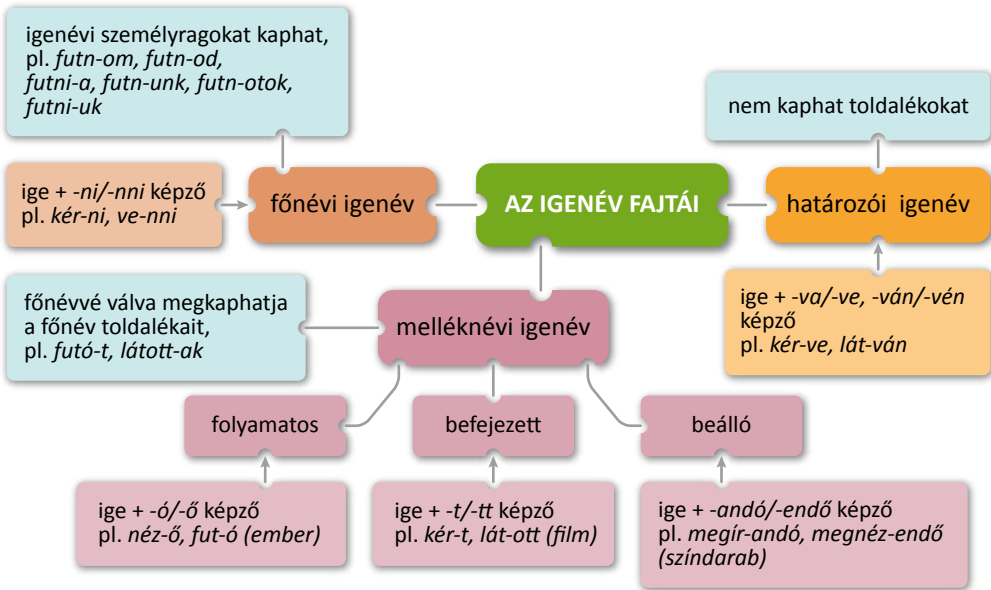 igenévi személyragokat kaphat,
pl. futn-om, futn-od,
futni-a, futn-unk, futn-otok,
futni-uk
nem kaphat toldalékokat
ige + -ni/-nni képző
pl. kér-ni, ve-nni
főnévi igenév
AZ IGENÉV FAJTÁI
határozói igenév
főnévvé válva megkaphatja
a főnév toldalékait,
pl. futó-t, látott-ak
melléknévi igenév
ige + -va/-ve, -ván/-vén
képző
pl. kér-ve, lát-ván
folyamatos
befejezett
beálló
ige + -ó/-ő képző
pl. néz-ő, fut-ó (ember)
ige + -t/-tt képző
pl. kér-t, lát-ott (film)
ige + -andó/-endő képző
pl. megír-andó, megnéz-endő
(színdarab)